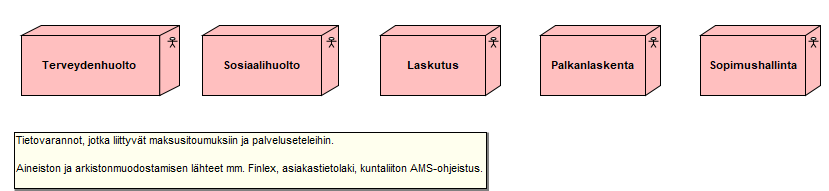 Terveydenhuolto
Sosiaalihuolto
Laskutus
Palkanlaskenta
Sopimushallinta
Tietovarannot, jotka liittyvät maksusitoumuksiin ja palveluseteleihin.
Aineiston ja arkistonmuodostamisen lähteet mm. Finlex, asiakastietolaki, kuntaliiton AMS-ohjeistus.